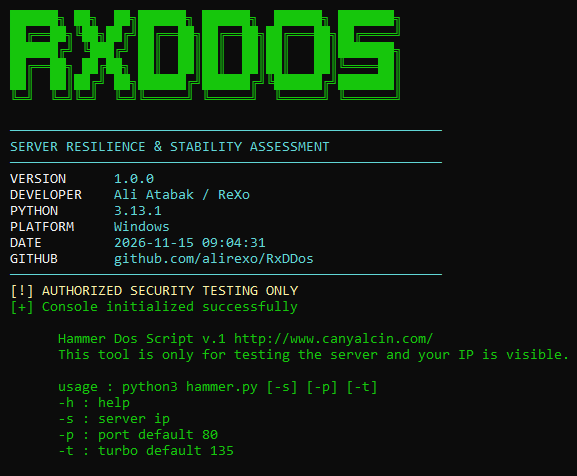 RXDDOS
SERVER RESILIENCE & STABILITY ASSESSMENT
VERSION 1.0.0
DEVELOPER Ali Atabak / ReXo
PYTHON 3.13.1
PLATFORM Windows
DATE 2026-11-15 09:04:31
GITHUB github.com/alirexo/RxDDos
[!] AUTHORIZED SECURITY TESTING ONLY
[+] Console initialized successfully
Hammer Dos Script v.1 http://www.canyalcin.com/
This tool is only for testing the server and your IP is visible.
usage : python3 hammer.py [-s] [-p] [-t]
-h : help
-s : server ip
-p : port default 80
-t : turbo default 135